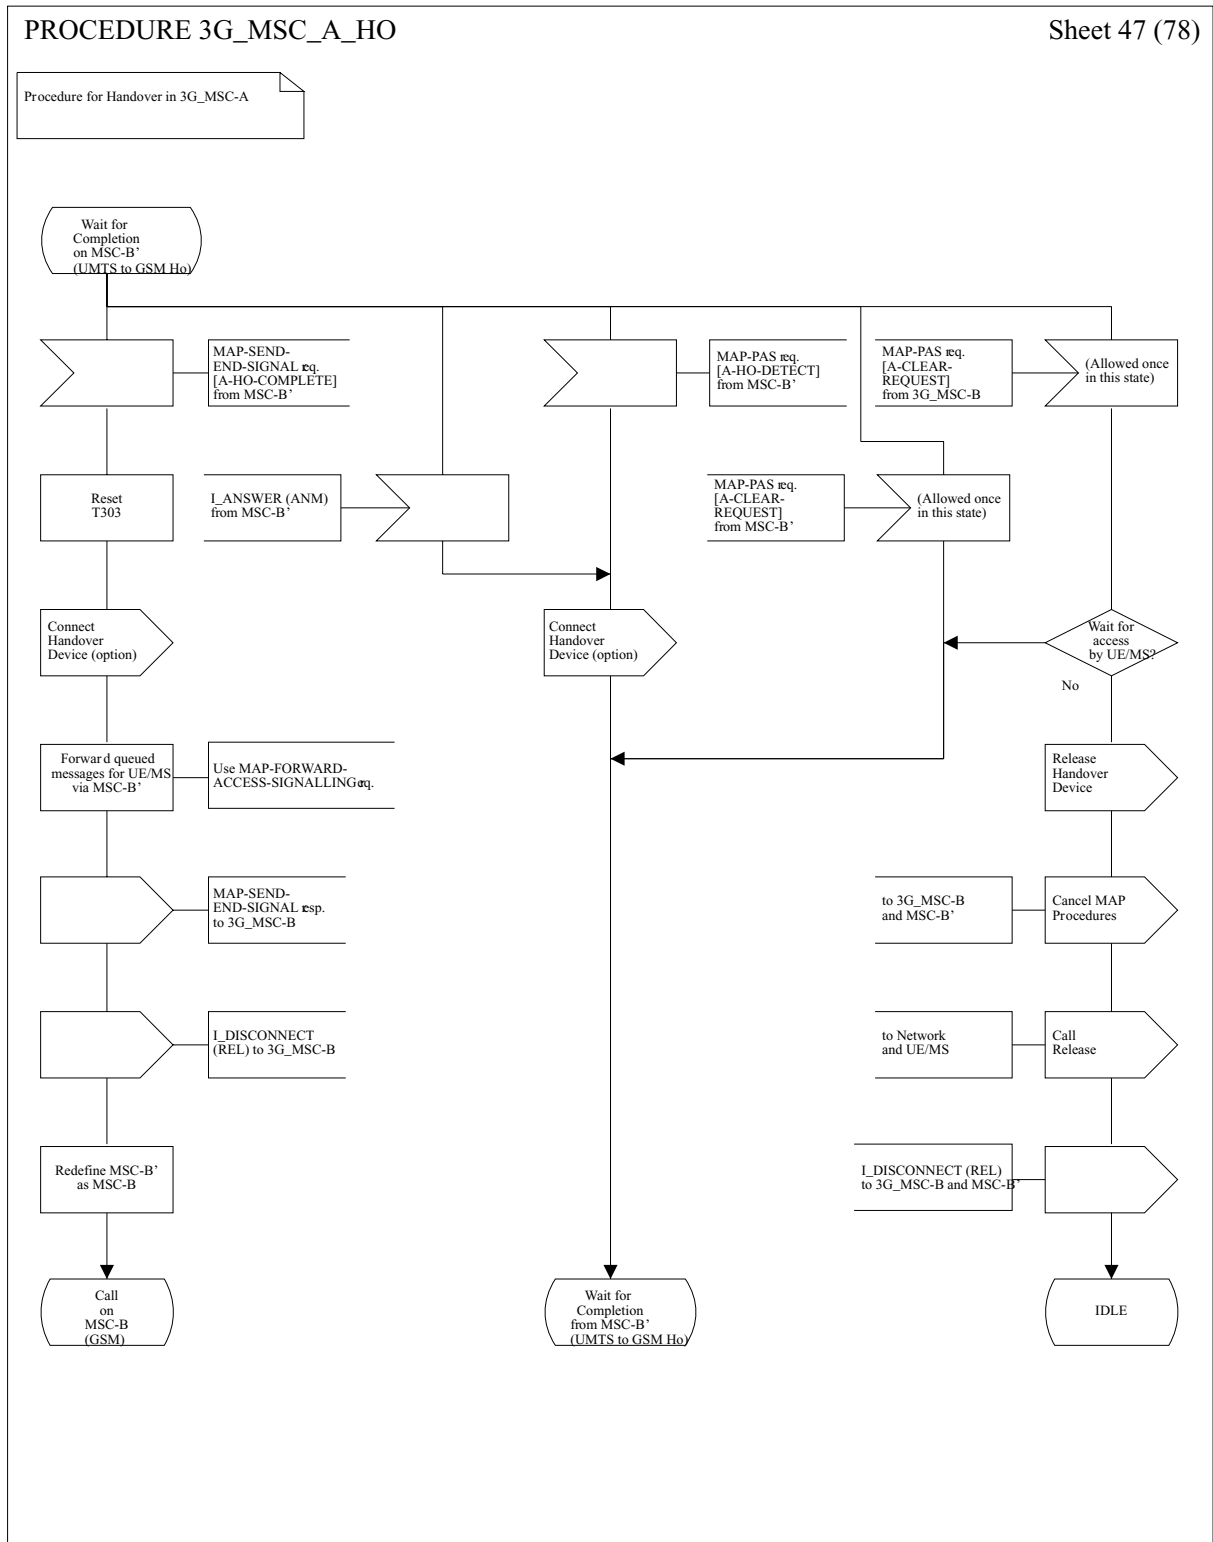 PROCEDURE 3G_MSC_A_HO
Sheet 47 (78)
Procedure for Handover in 3G_MSC-A
Wait for
Completion
on MSC-B’
(UMTS to GSM Ho)
MAP-SEND-
END-SIGNAL req.
[A-HO-COMPLETE]
from MSC-B’
MAP-PAS req.
[A-HO-DETECT]
from MSC-B’
MAP-PAS req.
[A-CLEAR-
REQUEST]
from 3G_MSC-B
(Allowed once
in this state)
Reset
T303
I_ANSWER (ANM)
from MSC-B’
MAP-PAS req.
[A-CLEAR-
REQUEST]
from MSC-B’
(Allowed once
in this state)
Connect
Handover
Device (option)
Connect
Handover
Device (option)
Wait for
access
by UE/MS?
No
Forward queued
messages for UE/MS
via MSC-B’
Use MAP-FORWARD-
ACCESS-SIGNALLING req.
Release
Handover
Device
MAP-SEND-
END-SIGNAL resp.
to 3G_MSC-B
to 3G_MSC-B
and MSC-B’
Cancel MAP
Procedures
I_DISCONNECT
(REL) to 3G_MSC-B
to Network
and UE/MS
Call
Release
Redefine MSC-B’
as MSC-B
I_DISCONNECT (REL)
to 3G_MSC-B and MSC-B’
Call
on
MSC-B
(GSM)
Wait for
Completion
from MSC-B’
(UMTS to GSM Ho)
IDLE